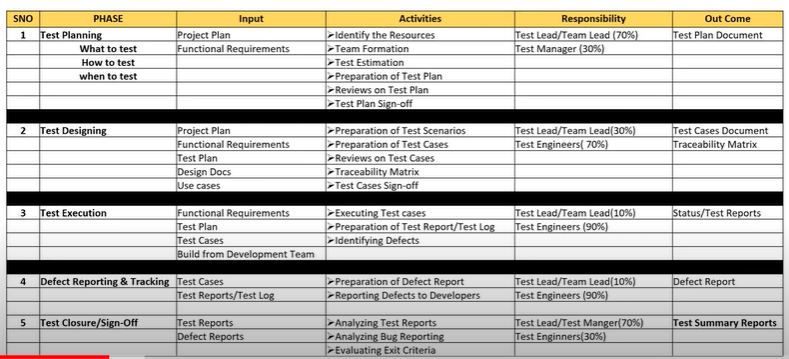 SNO PHASE Input Activities Responsibility Out Come
1 Test Planning Project Plan ➢Identify the Resources Test Lead/Team Lead (70%) Test Plan Document
What to test Functional Requirements ➢Team Formation Test Manager (30%)
How to test ➢Test Estimation
when to test ➢Preparation of Test Plan
➢Reviews on Test Plan
➢Test Plan Sign-off
2 Test Designing Project Plan ➢Preparation of Test Scenarios Test Lead/Team Lead(30%) Test Cases Document
Functional Requirements ➢Preparation of Test Cases Test Engineers( 70%) Traceability Matrix
Test Plan ➢Reviews on Test Cases
Design Docs ➢Traceability Matrix
Use cases ➢Test Cases Sign-off
3 Test Execution Functional Requirements ➢Executing Test cases Test Lead/Team Lead(10%) Status/Test Reports
Test Plan ➢Preparation of Test Report/Test Log Test Engineers (90%)
Test Cases ➢Identifying Defects
Build from Development Team
4 Defect Reporting & Tracking Test Cases ➢Preparation of Defect Report Test Lead/Team Lead(10%) Defect Report
Test Reports/Test Log ➢Reporting Defects to Developers Test Engineers (90%)
5 Test Closure/Sign-Off Test Reports ➢Analyzing Test Reports Test Lead/Test Manger(70%) Test Summary Reports
Defect Reports ➢Analyzing Bug Reporting Test Enginners(30%)
➢Evaluating Exit Criteria